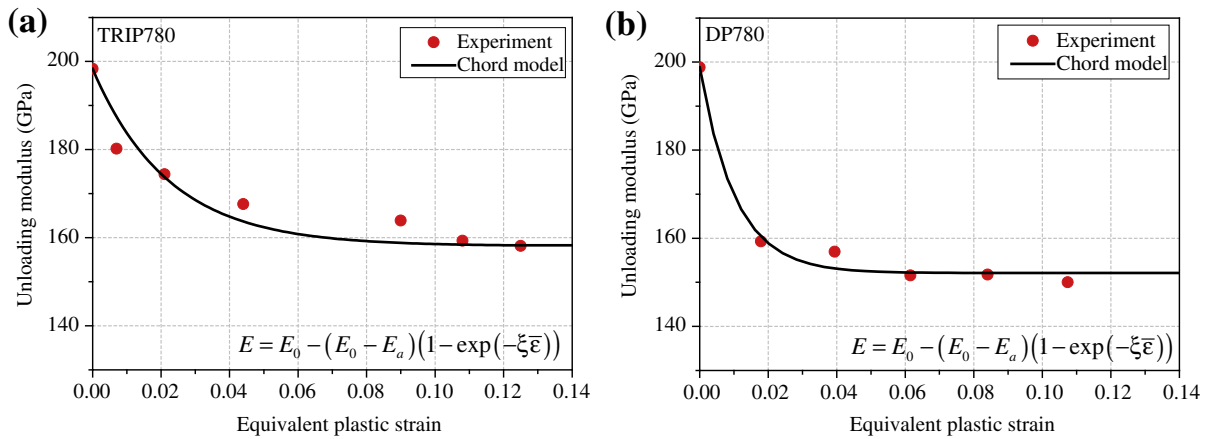 (a)
TRIP780
Experiment
Chord model
Unloading modulus (GPa)
200
180
160
140
E = E₀ − (E₀ − Eₐ)(1 − exp(−ξε̅))
0.00 0.02 0.04 0.06 0.08 0.10 0.12 0.14
Equivalent plastic strain
(b)
DP780
Experiment
Chord model
Unloading modulus (GPa)
200
180
160
140
E = E₀ − (E₀ − Eₐ)(1 − exp(−ξε̅))
0.00 0.02 0.04 0.06 0.08 0.10 0.12 0.14
Equivalent plastic strain